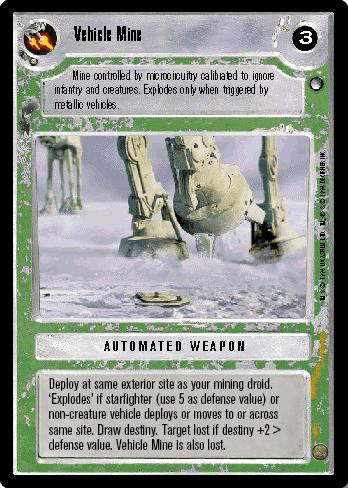 Vehicle Mine
3
Mine controlled by microcircuitry calibrated to ignore
infantry and creatures. Explodes only when triggered by
metallic vehicles.
AUTOMATED WEAPON
Deploy at same exterior site as your mining droid.
‘Explodes’ if starfighter (use 5 as defense value) or
non-creature vehicle deploys or moves to or across
same site. Draw destiny. Target lost if destiny +2 >
defense value. Vehicle Mine is also lost.